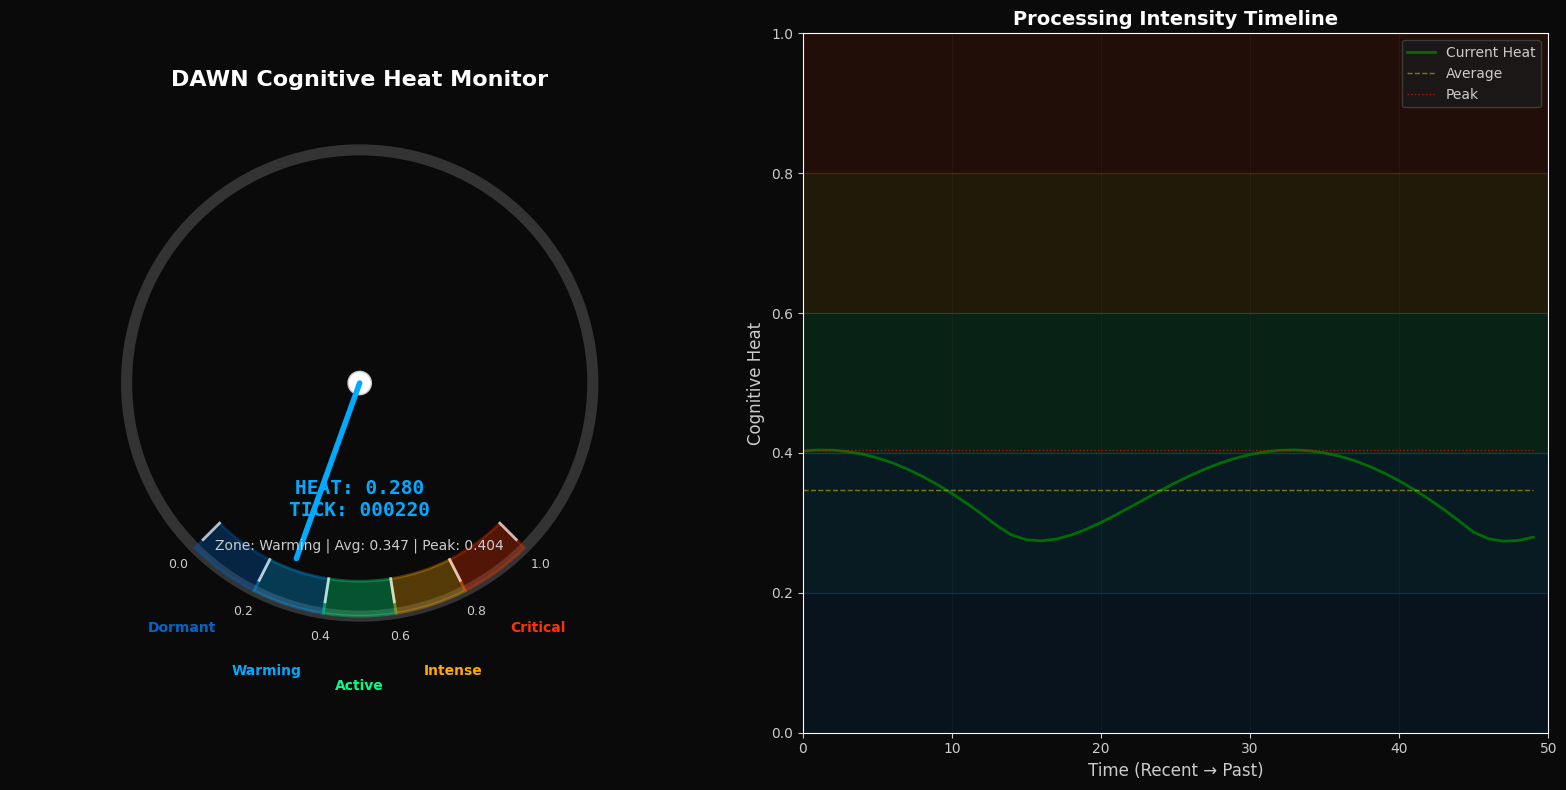 DAWN Cognitive Heat Monitor
HEAT: 0.280
TICK: 000220
Zone: Warming | Avg: 0.347 | Peak: 0.404
0.0
0.2
0.4
0.6
0.8
1.0
Dormant
Warming
Active
Intense
Critical
Processing Intensity Timeline
Current Heat
Average
Peak
Cognitive Heat
1.0
0.8
0.6
0.4
0.2
0.0
0 10 20 30 40 50
Time (Recent → Past)